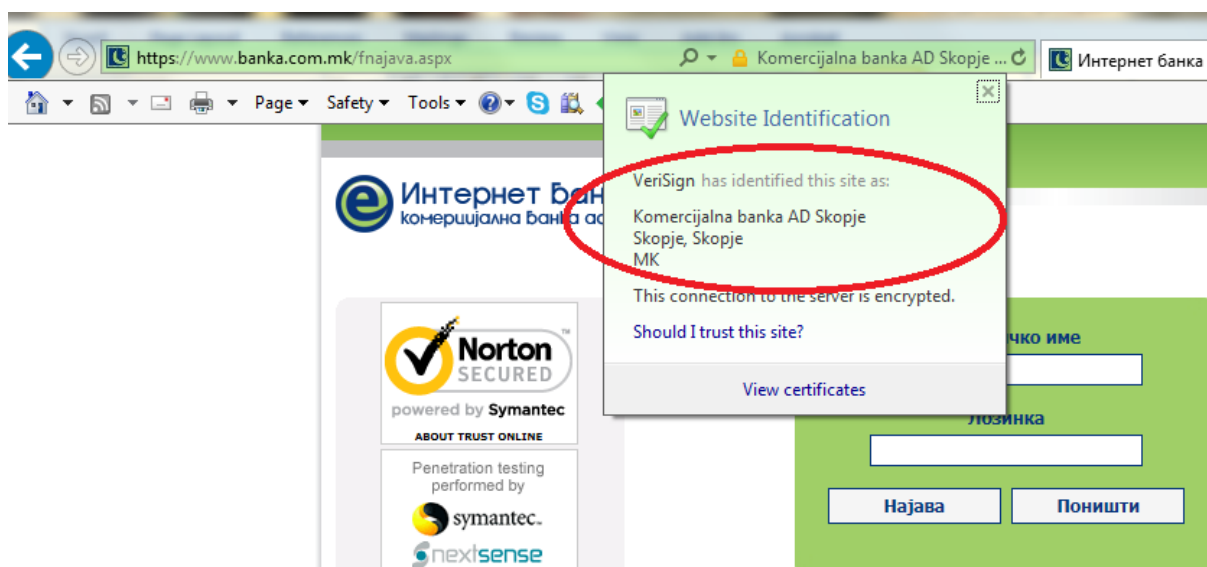 https://www.banka.com.mk/fnajava.aspx
Komercijalna banka AD Skopje ...
Интернет банка
Page
Safety
Tools
Website Identification
VeriSign has identified this site as:
Komercijalna banka AD Skopje
Skopje, Skopje
MK
This connection to the server is encrypted.
Should I trust this site?
View certificates
Интернет
комерцијална банка
Norton
SECURED
powered by Symantec
ABOUT TRUST ONLINE
Penetration testing
performed by
symantec.
nextsense
име
Лозинка
Најава
Поништи